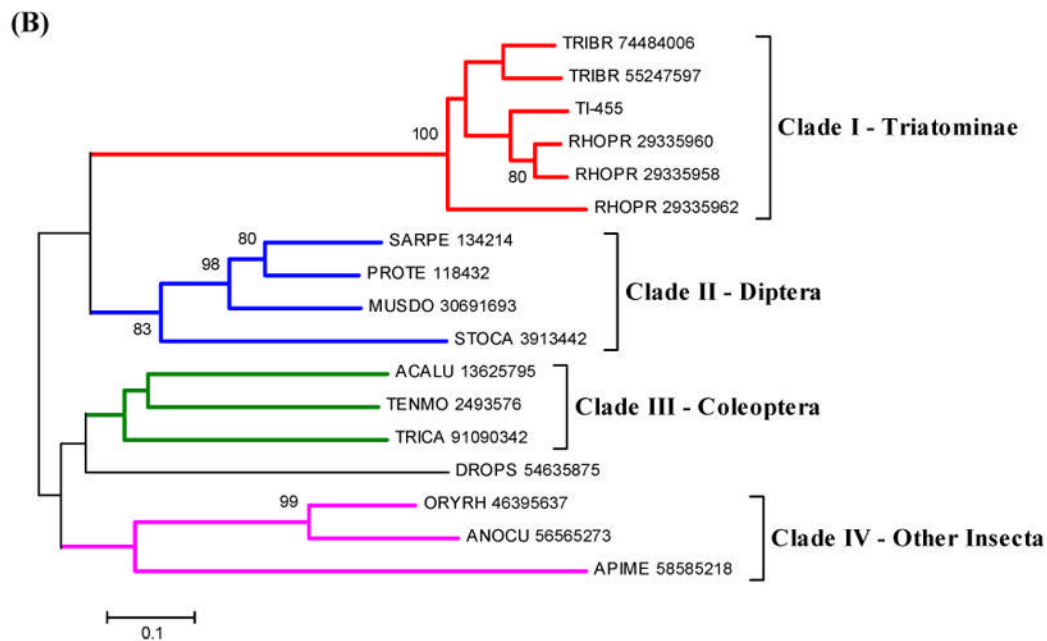 (B)
TRIBR 74484006
TRIBR 55247597
TI-455
100
Clade I - Triatominae
RHOPR 29335960
80
RHOPR 29335958
RHOPR 29335962
80
SARPE 134214
98
PROTE 118432
Clade II - Diptera
MUSDO 30691693
83
STOCA 3913442
ACALU 13625795
TENMO 2493576
Clade III - Coleoptera
TRICA 91090342
DROPS 54635875
99
ORYRH 46395637
ANOCU 56565273
Clade IV - Other Insecta
APIME 58585218
0.1